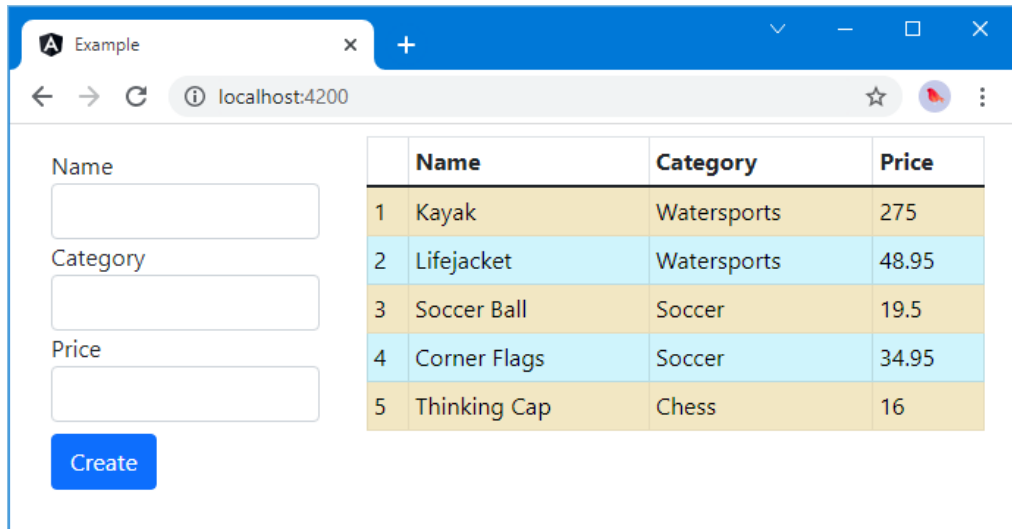 Example
localhost:4200
Name
Category
Price
Create
Name Category Price
1 Kayak Watersports 275
2 Lifejacket Watersports 48.95
3 Soccer Ball Soccer 19.5
4 Corner Flags Soccer 34.95
5 Thinking Cap Chess 16